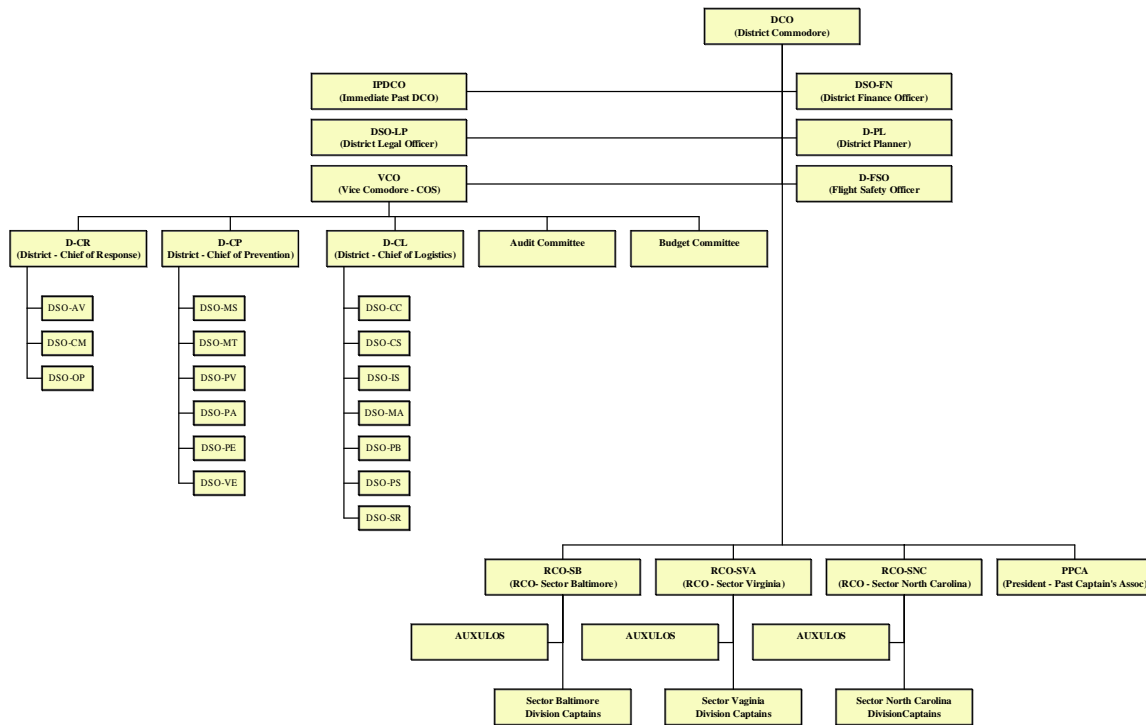 DCO
(District Commodore)
IPDCO
(Immediate Past DCO)
DSO-FN
(District Finance Officer)
DSO-LP
(District Legal Officer)
D-PL
(District Planner)
VCO
(Vice Comodore - COS)
D-FSO
(Flight Safety Officer
D-CR
(District - Chief of Response)
D-CP
District - Chief of Prevention)
D-CL
(District - Chief of Logistics)
Audit Committee
Budget Committee
DSO-AV
DSO-CM
DSO-OP
DSO-MS
DSO-MT
DSO-PV
DSO-PA
DSO-PE
DSO-VE
DSO-CC
DSO-CS
DSO-IS
DSO-MA
DSO-PB
DSO-PS
DSO-SR
RCO-SB
(RCO- Sector Baltimore)
RCO-SVA
(RCO - Sector Virginia)
RCO-SNC
(RCO - Sector North Carolina)
PPCA
(President - Past Captain's Assoc)
AUXULOS
AUXULOS
AUXULOS
Sector Baltimore
Division Captains
Sector Vaginia
Division Captains
Sector North Carolina
DivisionCaptains